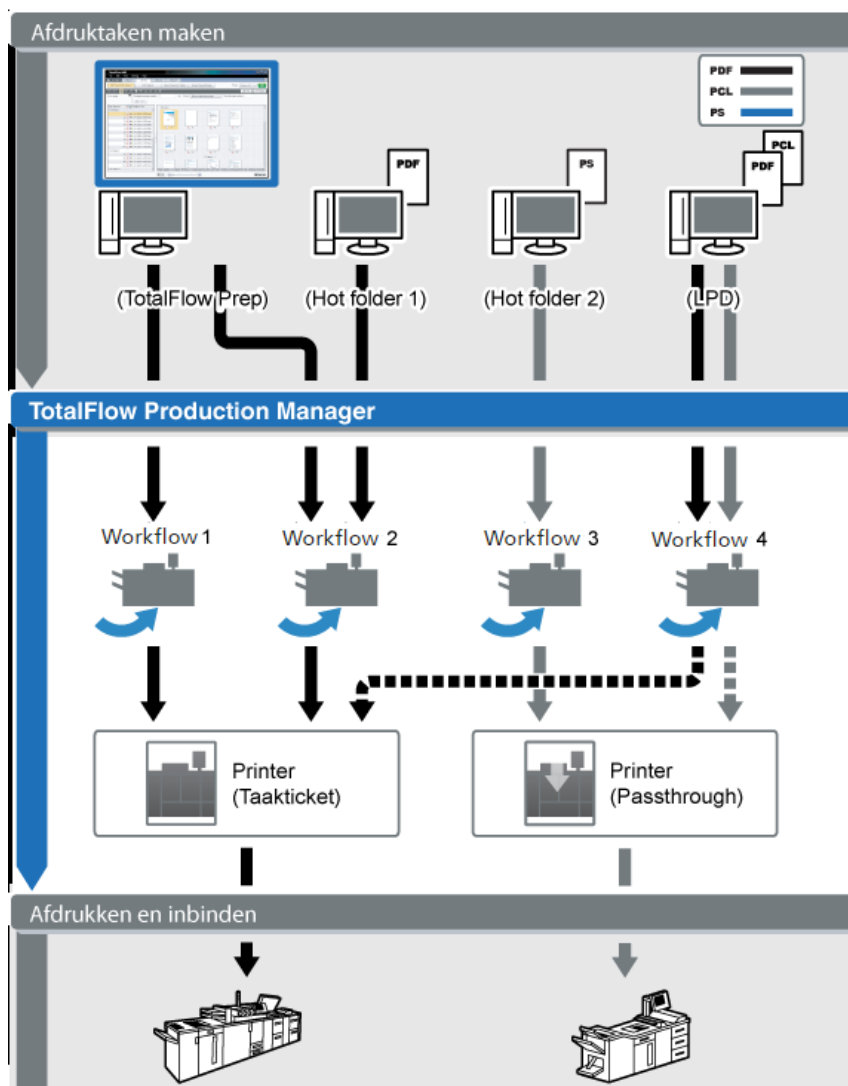 Afdruktaken maken
PDF
PCL
PS
PDF
PS
PCL
PDF
(TotalFlow Prep)
(Hot folder 1)
(Hot folder 2)
(LPD)
TotalFlow Production Manager
Workflow 1
Workflow 2
Workflow 3
Workflow 4
Printer
(Taakticket)
Printer
(Passthrough)
Afdrukken en inbinden